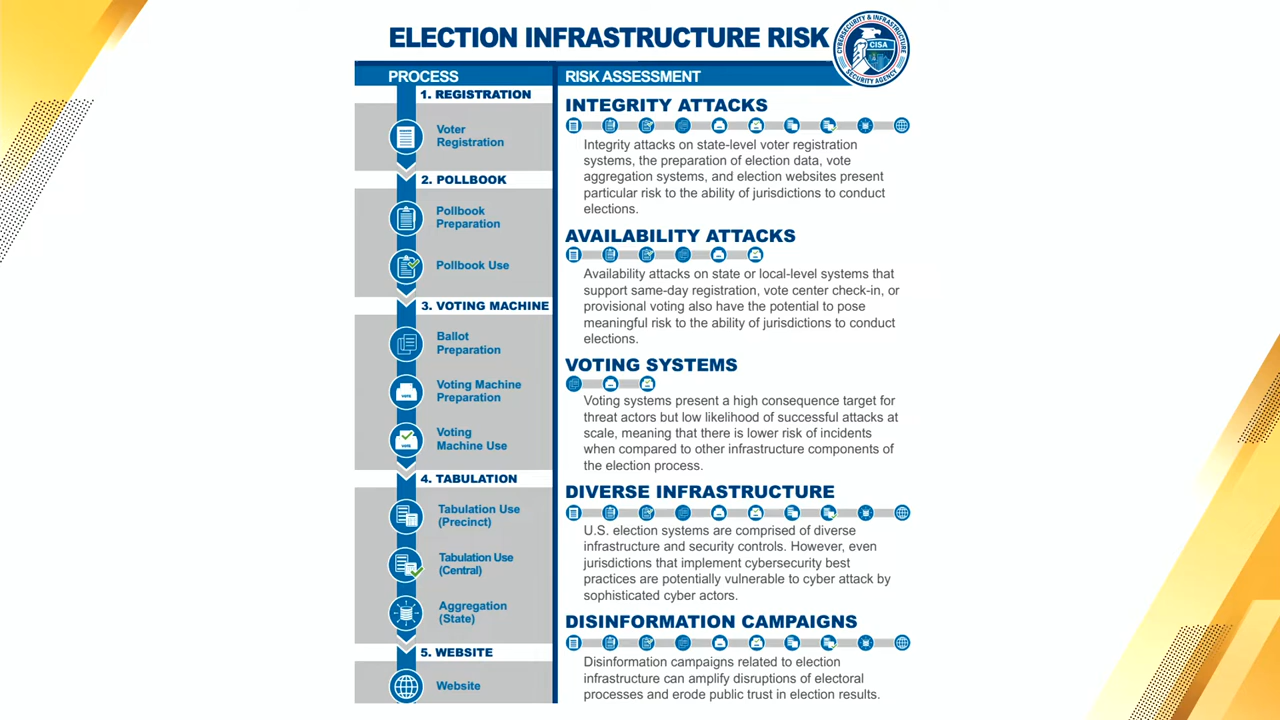 ELECTION INFRASTRUCTURE RISK
CYBERSECURITY & INFRASTRUCTURE
CISA
SECURITY AGENCY
PROCESS
1. REGISTRATION
Voter
Registration
2. POLLBOOK
Pollbook
Preparation
Pollbook Use
3. VOTING MACHINE
Ballot
Preparation
VOTE
Voting Machine
Preparation
VOTE
Voting
Machine Use
4. TABULATION
Tabulation Use
(Precinct)
Tabulation Use
(Central)
Aggregation
(State)
5. WEBSITE
Website
RISK ASSESSMENT
INTEGRITY ATTACKS
Integrity attacks on state-level voter registration
systems, the preparation of election data, vote
aggregation systems, and election websites present
particular risk to the ability of jurisdictions to conduct
elections.
AVAILABILITY ATTACKS
Availability attacks on state or local-level systems that
support same-day registration, vote center check-in, or
provisional voting also have the potential to pose
meaningful risk to the ability of jurisdictions to conduct
elections.
VOTING SYSTEMS
Voting systems present a high consequence target for
threat actors but low likelihood of successful attacks at
scale, meaning that there is lower risk of incidents
when compared to other infrastructure components of
the election process.
DIVERSE INFRASTRUCTURE
U.S. election systems are comprised of diverse
infrastructure and security controls. However, even
jurisdictions that implement cybersecurity best
practices are potentially vulnerable to cyber attack by
sophisticated cyber actors.
DISINFORMATION CAMPAIGNS
Disinformation campaigns related to election
infrastructure can amplify disruptions of electoral
processes and erode public trust in election results.